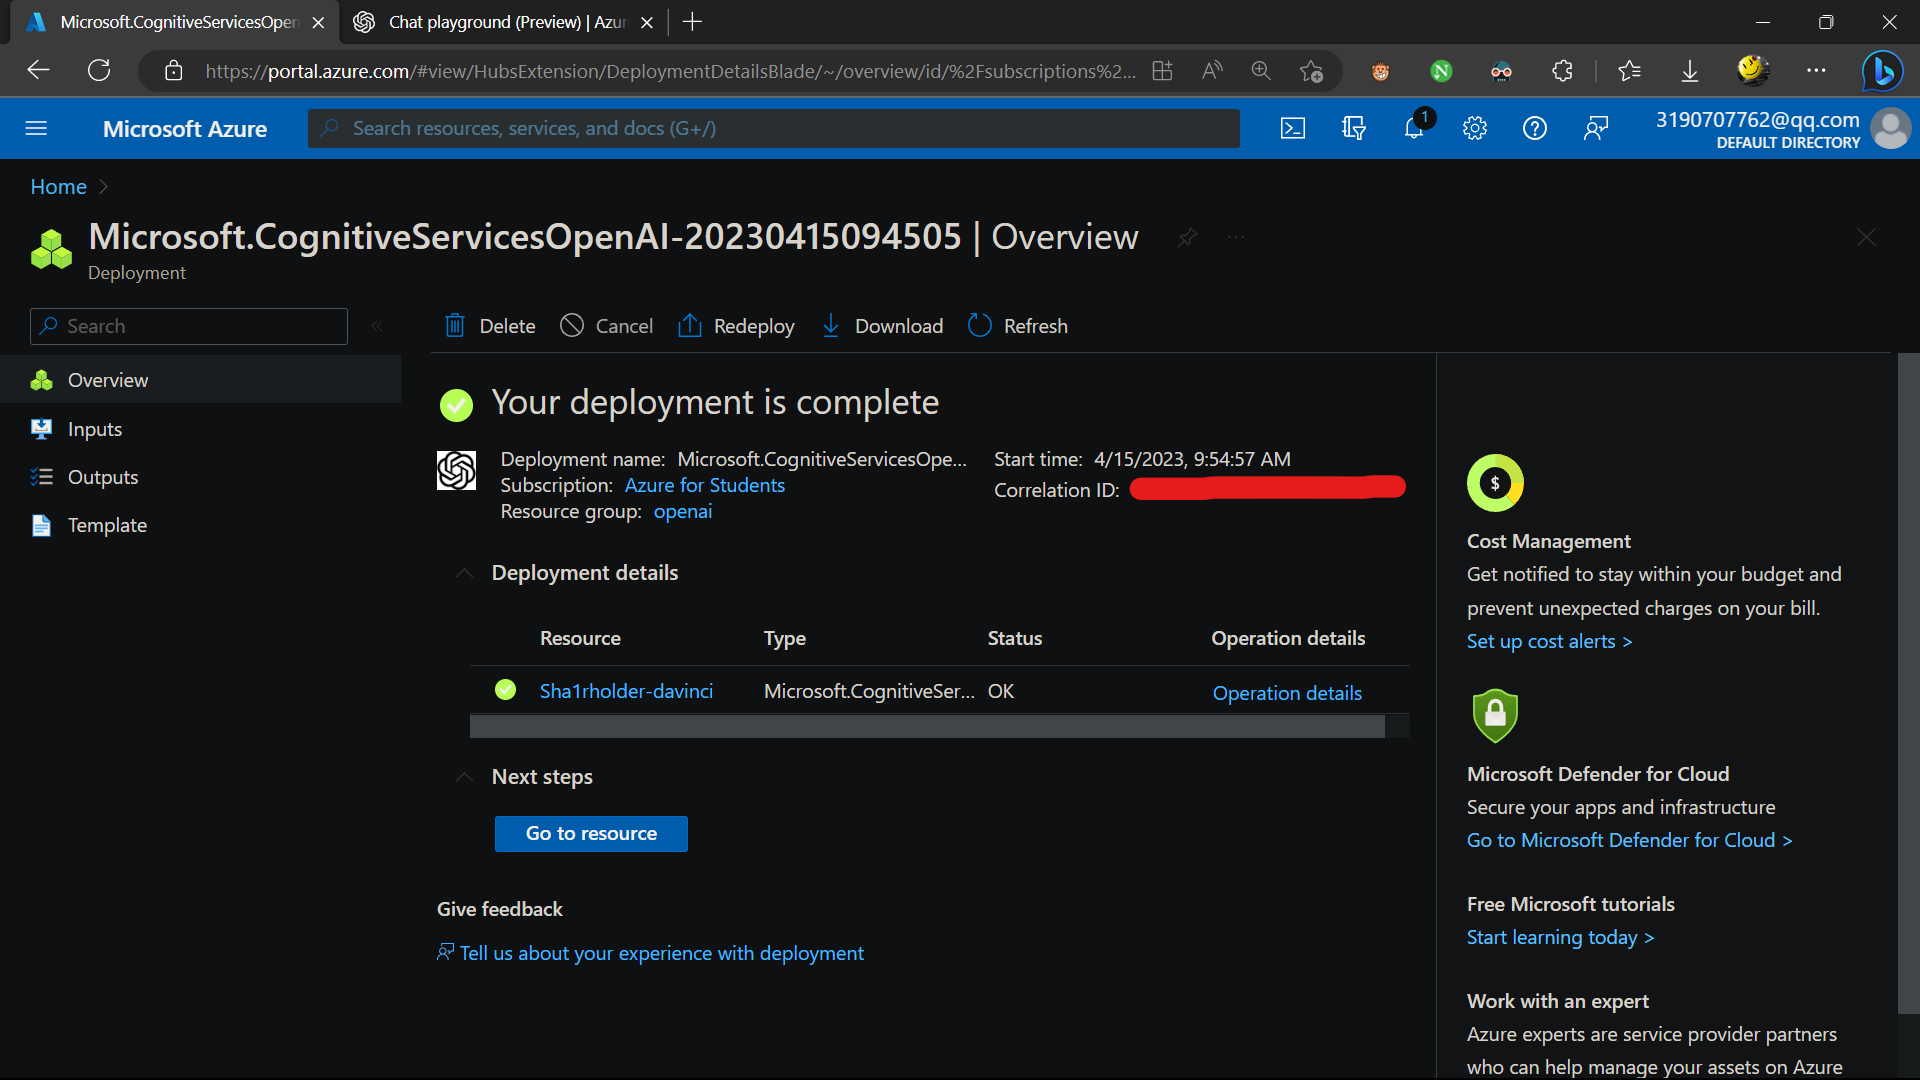 Microsoft.CognitiveServicesOpen
Chat playground (Preview) | Azur
https://portal.azure.com/#view/HubsExtension/DeploymentDetailsBlade/~/overview/id/%2Fsubscriptions%2...
Microsoft Azure
Search resources, services, and docs (G+/)
1
3190707762@qq.com
DEFAULT DIRECTORY
Home
Microsoft.CognitiveServicesOpenAI-20230415094505 | Overview
Deployment
Search
Delete
Cancel
Redeploy
Download
Refresh
Overview
Inputs
Outputs
Template
Your deployment is complete
Deployment name: Microsoft.CognitiveServicesOpe...
Subscription: Azure for Students
Resource group: openai
Start time: 4/15/2023, 9:54:57 AM
Correlation ID:
Deployment details
Resource Type Status Operation details
Sha1rholder-davinci Microsoft.CognitiveSer... OK Operation details
Next steps
Go to resource
Give feedback
Tell us about your experience with deployment
$
Cost Management
Get notified to stay within your budget and
prevent unexpected charges on your bill.
Set up cost alerts >
Microsoft Defender for Cloud
Secure your apps and infrastructure
Go to Microsoft Defender for Cloud >
Free Microsoft tutorials
Start learning today >
Work with an expert
Azure experts are service provider partners
who can help manage your assets on Azure